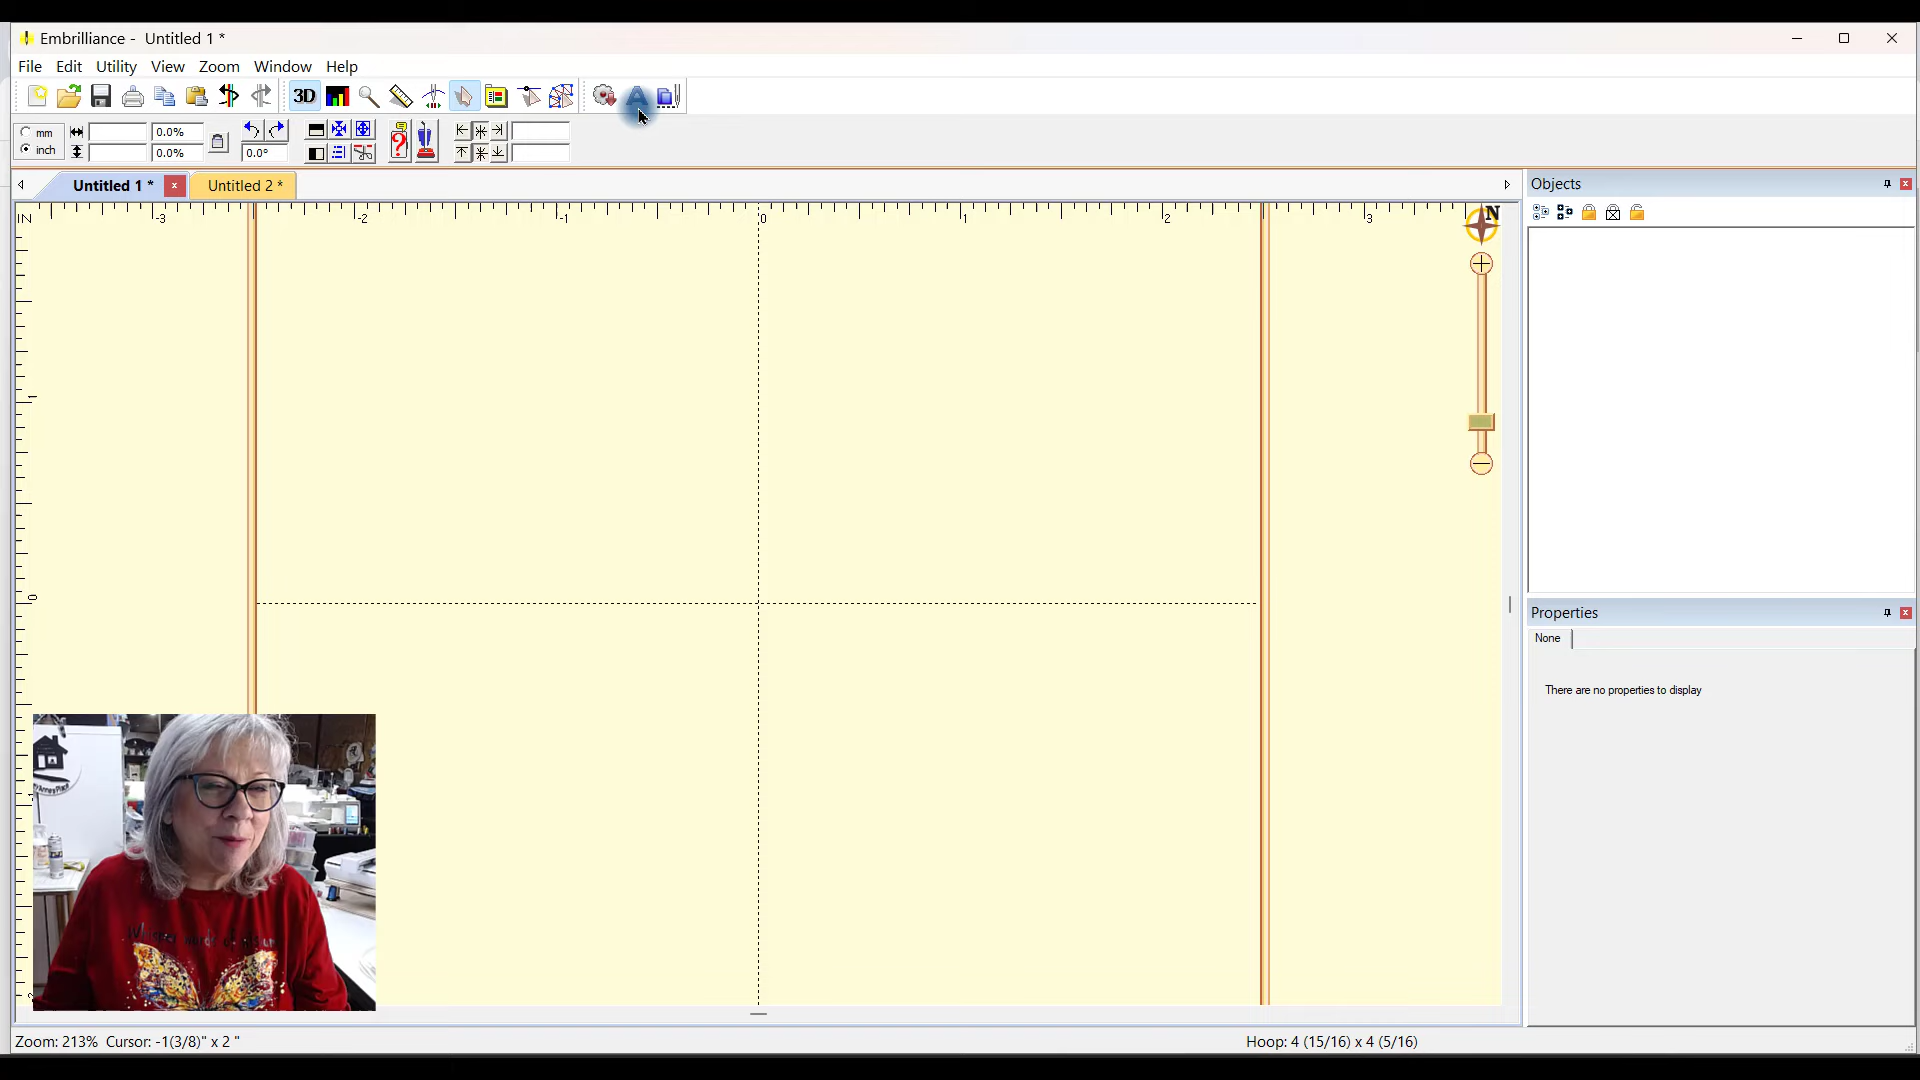 Embrilliance - Untitled 1 *
File Edit Utility View Zoom Window Help
3D A
mm 0.0%
inch 0.0% 0.0° ?
Untitled 1 * x Untitled 2 * Objects
IN -3 -2 -1 0 1 2 3 N
1
0
Properties
None
There are no properties to display
Zoom: 213% Cursor: -1(3/8)" x 2 " Hoop: 4 (15/16) x 4 (5/16)